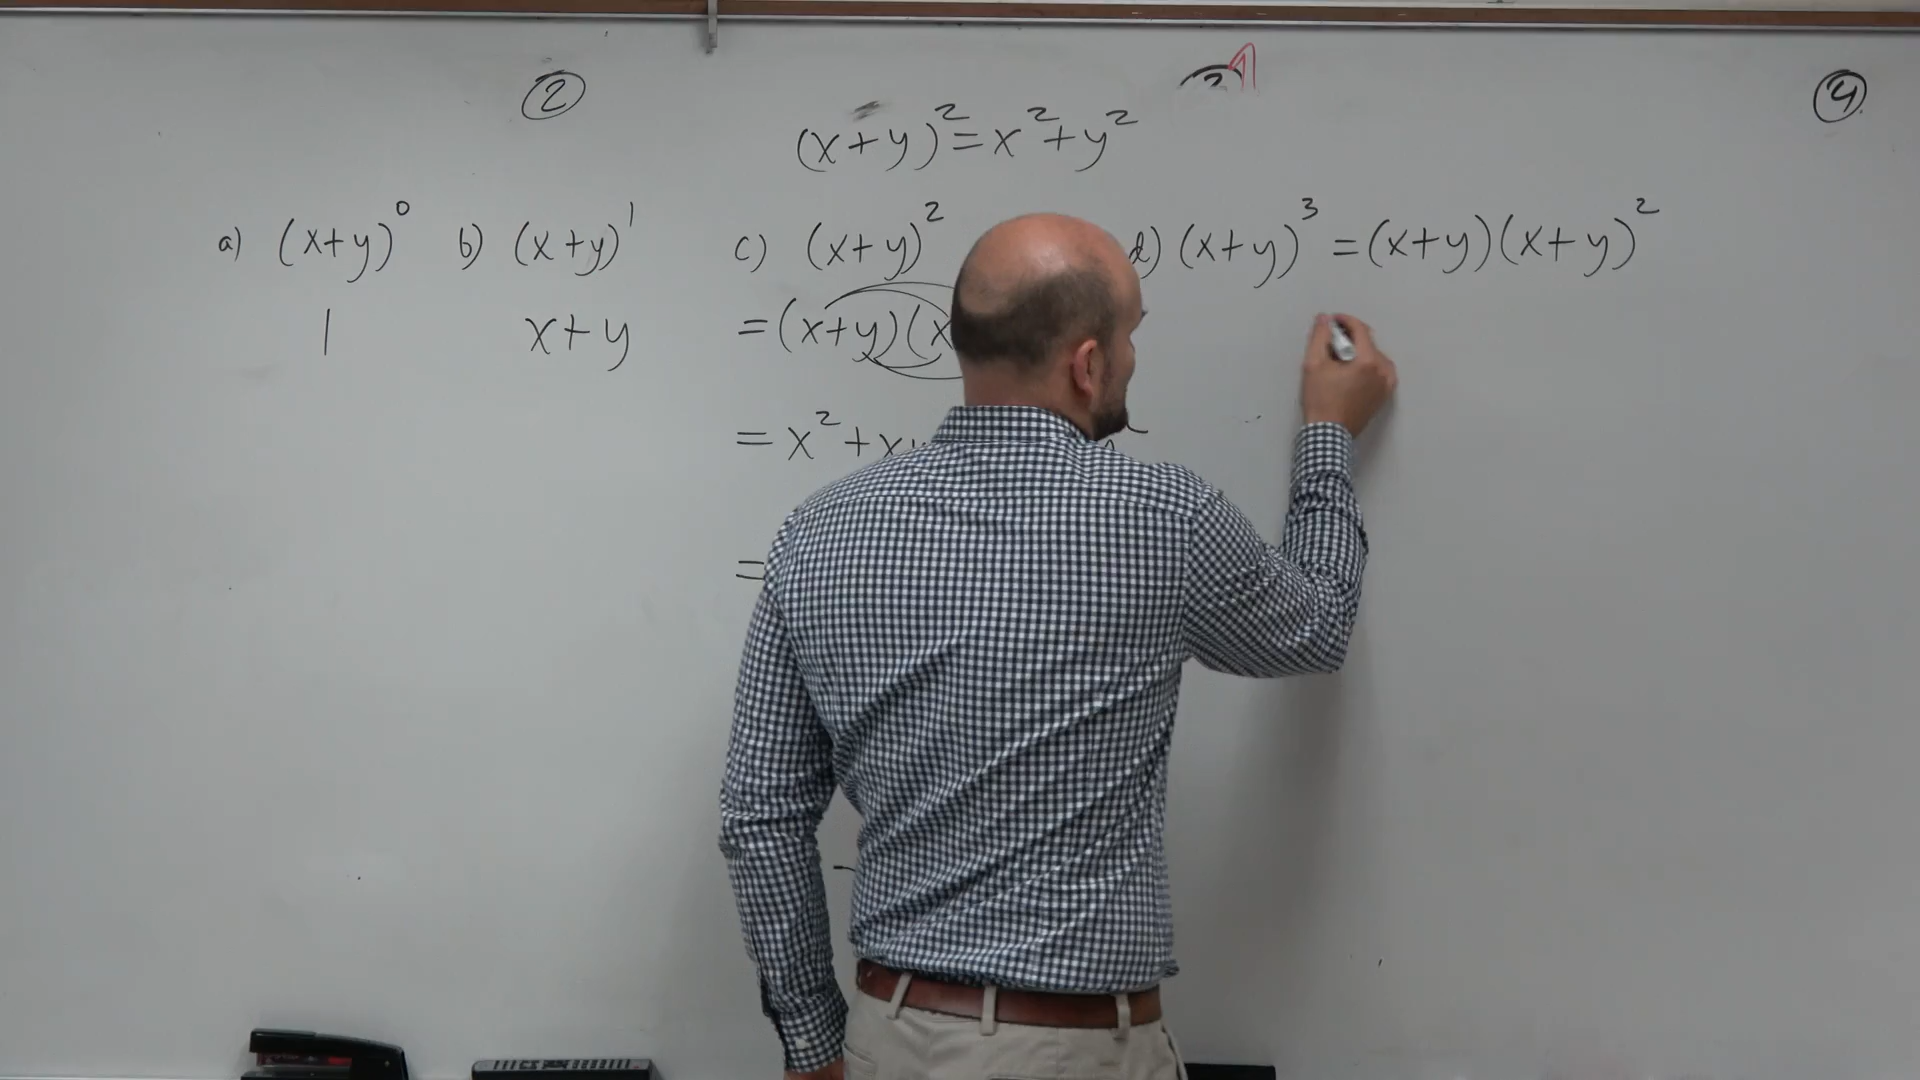 ②
④
(x+y)²=x²+y²
a) (x+y)⁰ b) (x+y)¹ c) (x+y)² d) (x+y)³ =(x+y)(x+y)²
1 x+y =(x+y)(x
= x²+x
=